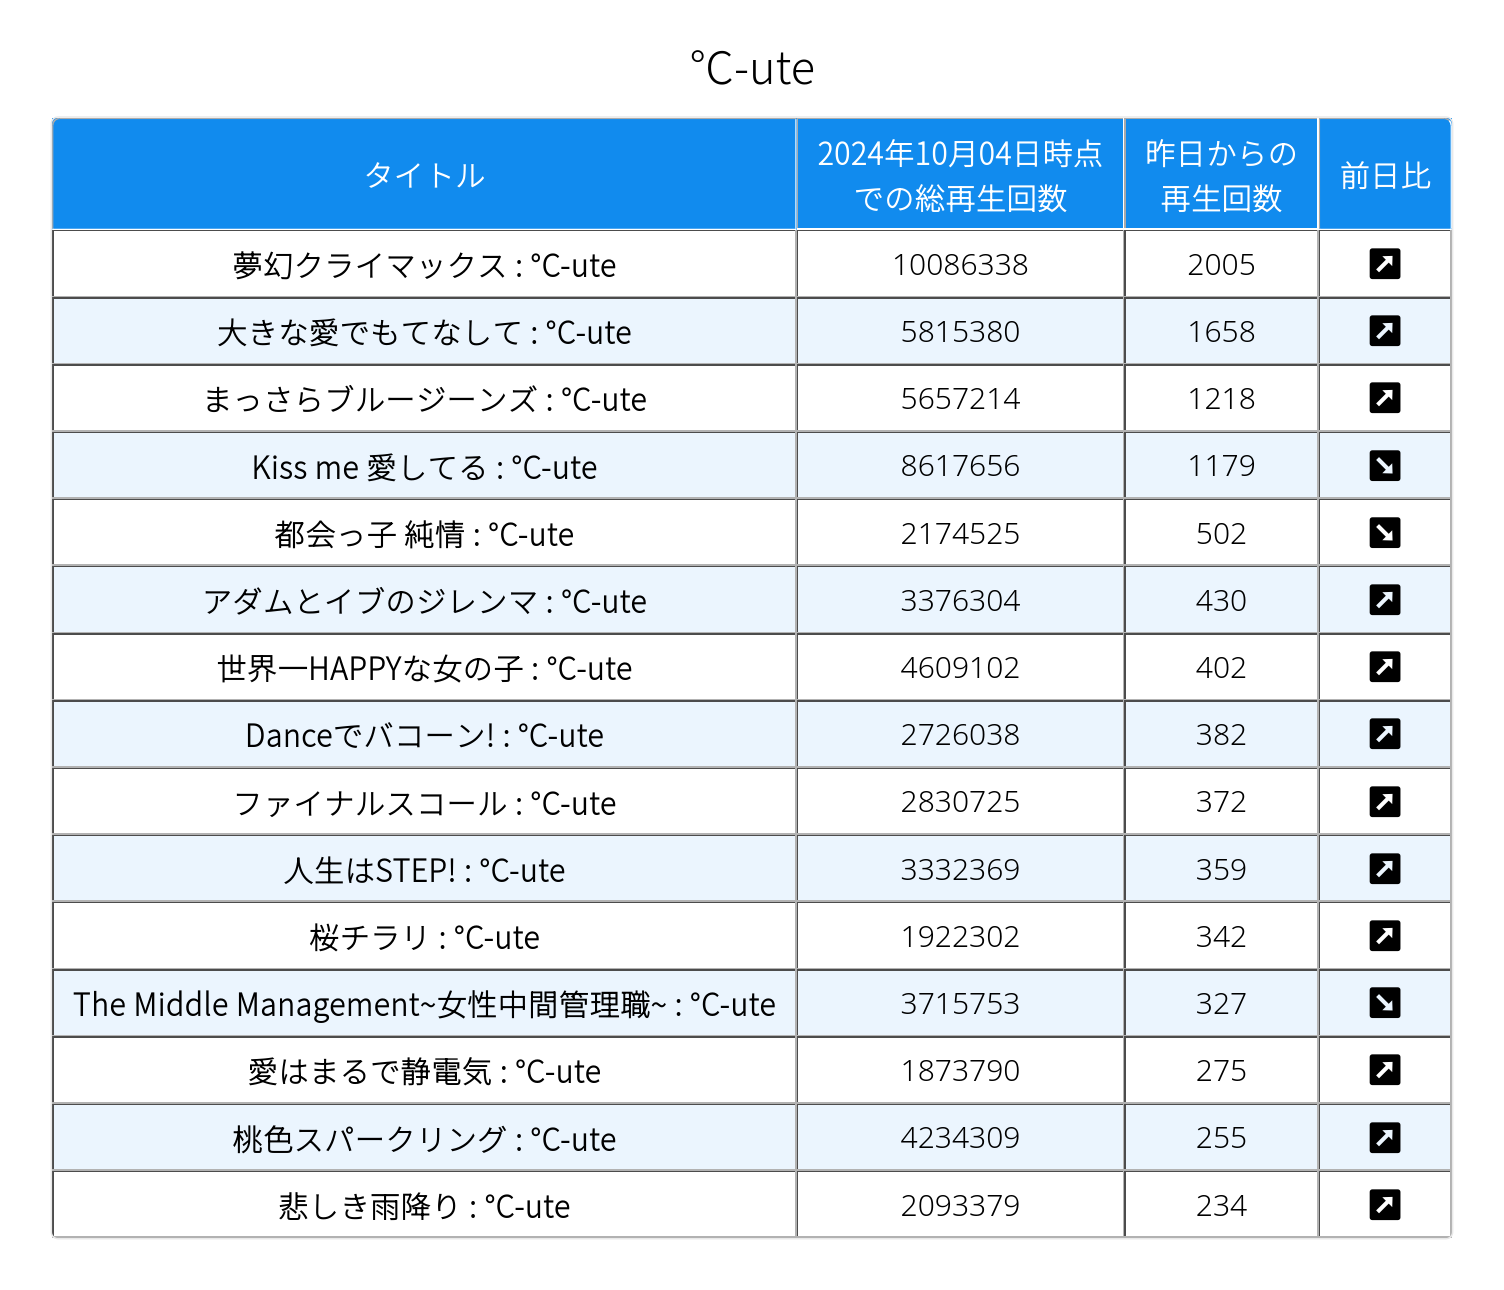 ℃-ute
タイトル
2024年10月04日時点
での総再生回数
昨日からの
再生回数
前日比
夢幻クライマックス : ℃-ute 10086338 2005
大きな愛でもてなして : ℃-ute 5815380 1658
まっさらブルージーンズ : ℃-ute 5657214 1218
Kiss me 愛してる : ℃-ute 8617656 1179
都会っ子 純情 : ℃-ute 2174525 502
アダムとイブのジレンマ : ℃-ute 3376304 430
世界一HAPPYな女の子 : ℃-ute 4609102 402
Danceでバコーン! : ℃-ute 2726038 382
ファイナルスコール : ℃-ute 2830725 372
人生はSTEP! : ℃-ute 3332369 359
桜チラリ : ℃-ute 1922302 342
The Middle Management~女性中間管理職~ : ℃-ute 3715753 327
愛はまるで静電気 : ℃-ute 1873790 275
桃色スパークリング : ℃-ute 4234309 255
悲しき雨降り : ℃-ute 2093379 234